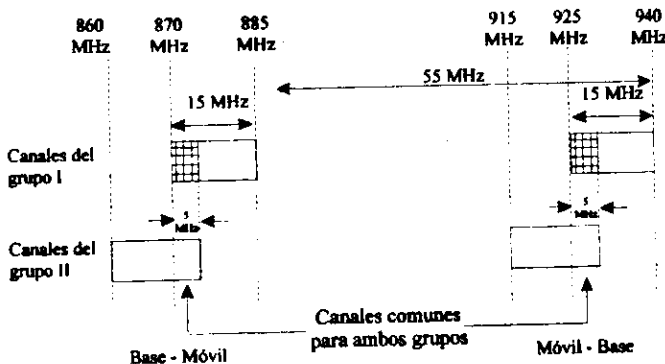 860 MHz
870 MHz
885 MHz
915 MHz
925 MHz
940 MHz
55 MHz
15 MHz
15 MHz
Canales del
grupo I
5
MHz
5
MHz
Canales del
grupo II
Canales comunes
para ambos grupos
Base - Móvil
Móvil - Base